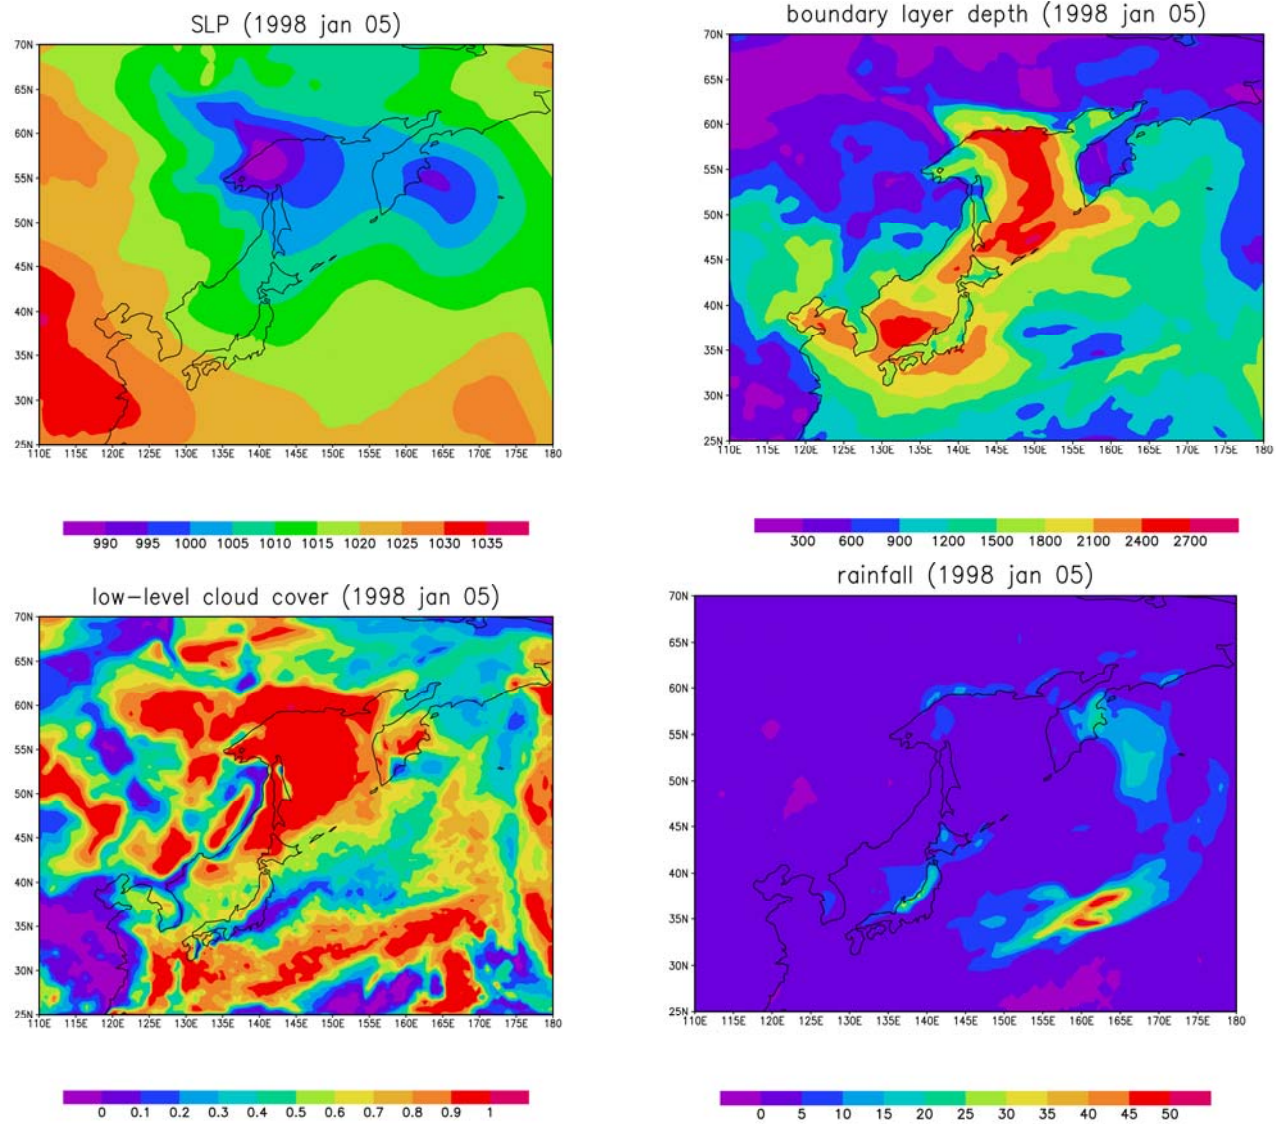 SLP (1998 jan 05)
70N
65N
60N
55N
50N
45N
40N
35N
30N
25N
110E 115E 120E 125E 130E 135E 140E 145E 150E 155E 160E 165E 170E 175E 180
990 995 1000 1005 1010 1015 1020 1025 1030 1035
boundary layer depth (1998 jan 05)
70N
65N
60N
55N
50N
45N
40N
35N
30N
25N
110E 115E 120E 125E 130E 135E 140E 145E 150E 155E 160E 165E 170E 175E 180
300 600 900 1200 1500 1800 2100 2400 2700
low-level cloud cover (1998 jan 05)
70N
65N
60N
55N
50N
45N
40N
35N
30N
25N
110E 115E 120E 125E 130E 135E 140E 145E 150E 155E 160E 165E 170E 175E 180
0 0.1 0.2 0.3 0.4 0.5 0.6 0.7 0.8 0.9 1
rainfall (1998 jan 05)
70N
65N
60N
55N
50N
45N
40N
35N
30N
25N
110E 115E 120E 125E 130E 135E 140E 145E 150E 155E 160E 165E 170E 175E 180
0 5 10 15 20 25 30 35 40 45 50